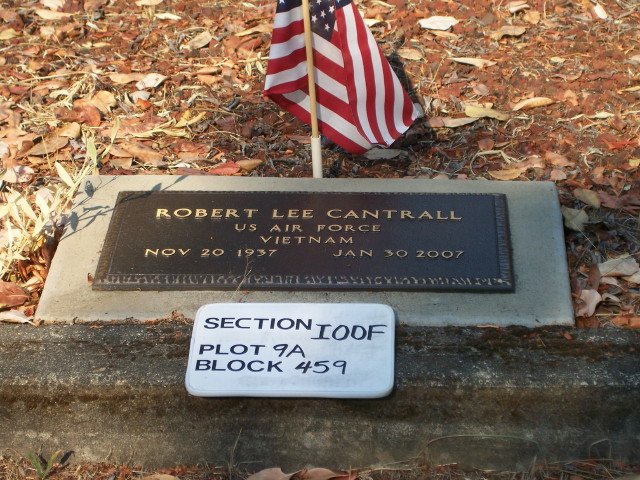 ROBERT LEE CANTRALL
US AIR FORCE
VIETNAM
NOV 20 1937 JAN 30 2007
SECTION IOOF
PLOT 9A
BLOCK 459